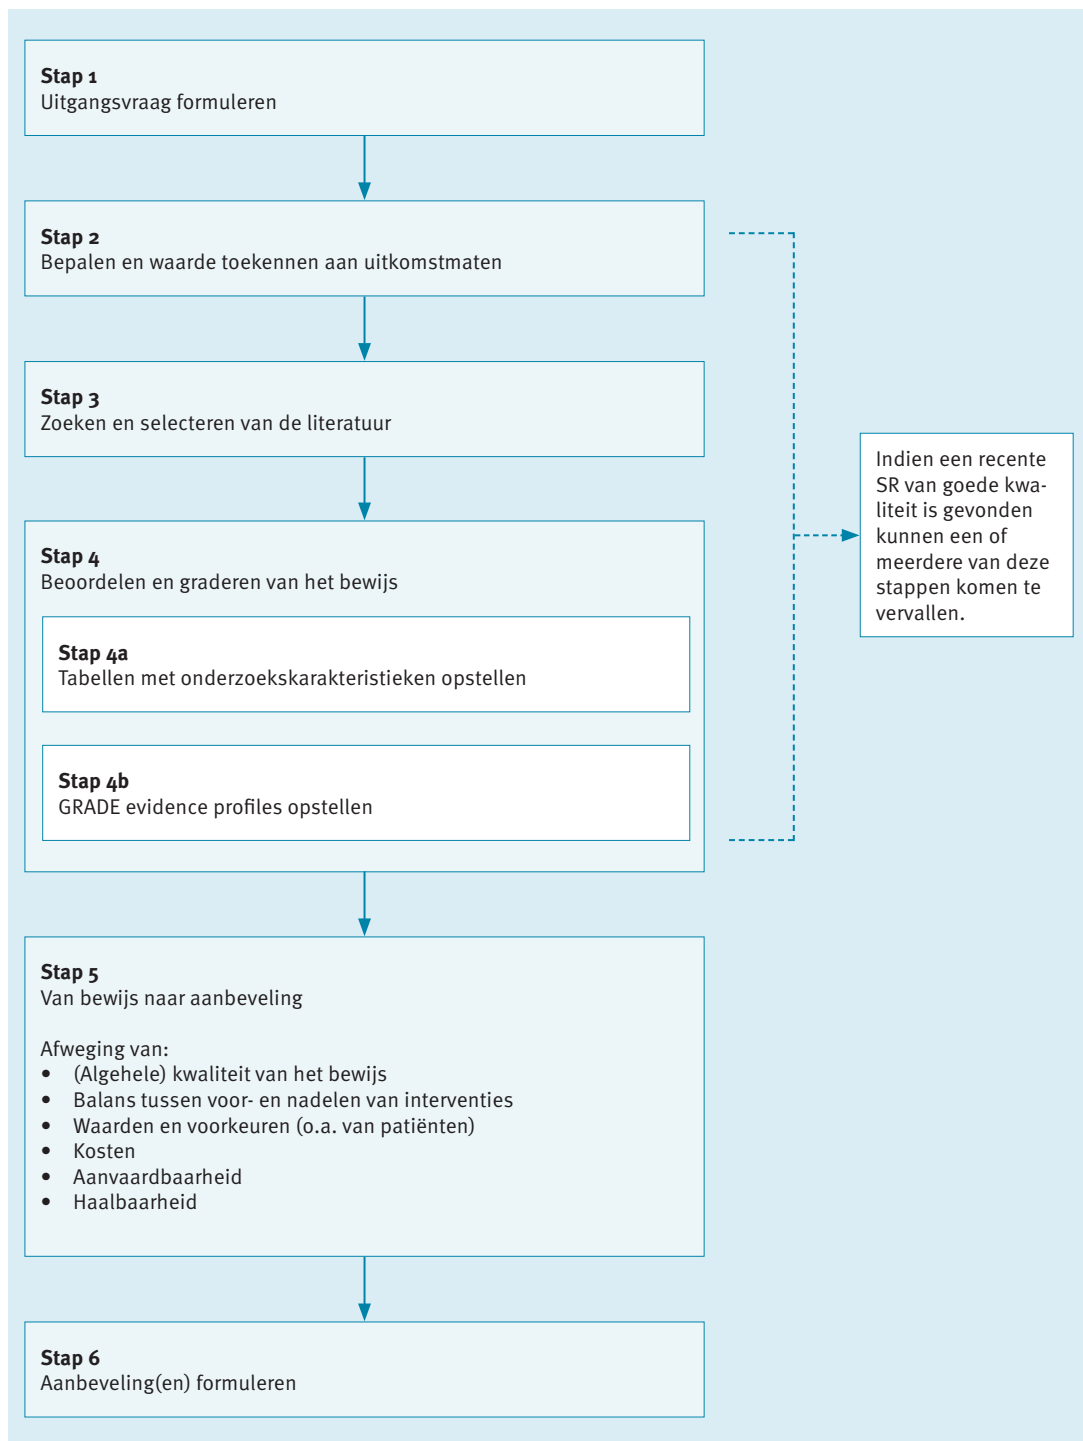 Stap 1
Uitgangsvraag formuleren
Stap 2
Bepalen en waarde toekennen aan uitkomstmaten
Stap 3
Zoeken en selecteren van de literatuur
Stap 4
Beoordelen en graderen van het bewijs
Stap 4a
Tabellen met onderzoekskarakteristieken opstellen
Stap 4b
GRADE evidence profiles opstellen
Indien een recente
SR van goede kwa-
liteit is gevonden
kunnen een of
meerdere van deze
stappen komen te
vervallen.
Stap 5
Van bewijs naar aanbeveling
Afweging van:
• (Algehele) kwaliteit van het bewijs
• Balans tussen voor- en nadelen van interventies
• Waarden en voorkeuren (o.a. van patiënten)
• Kosten
• Aanvaardbaarheid
• Haalbaarheid
Stap 6
Aanbeveling(en) formuleren